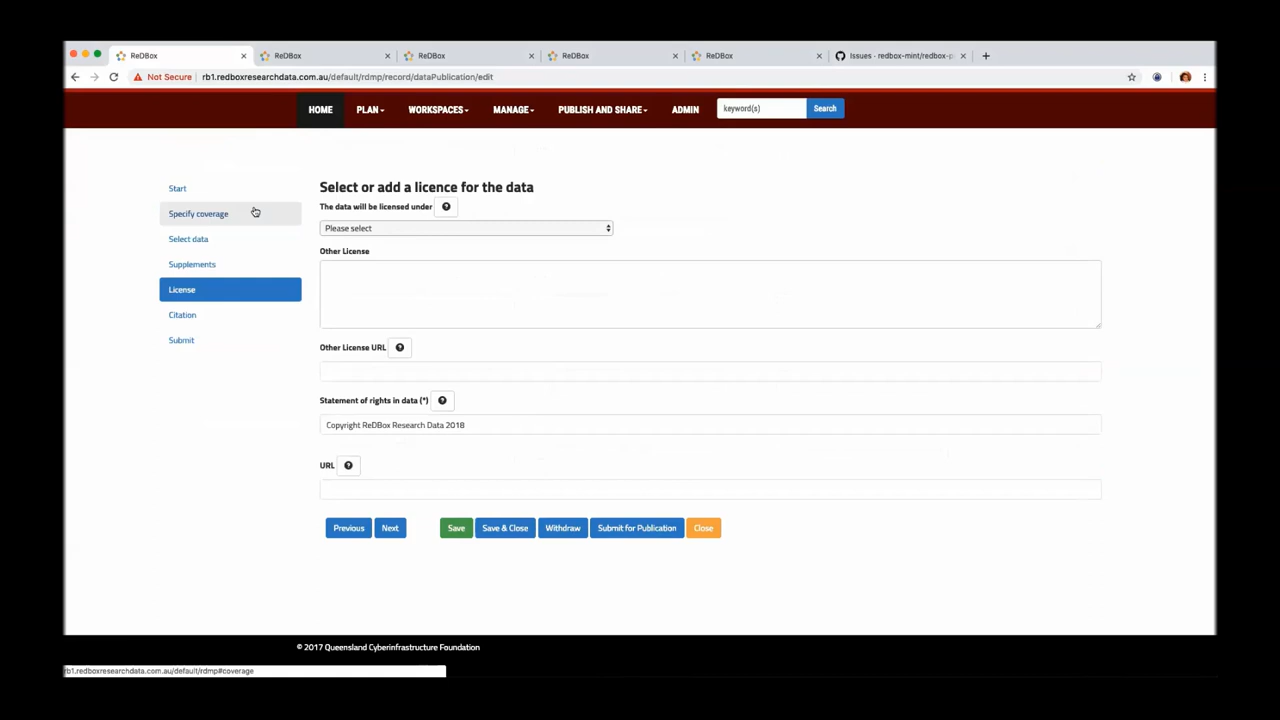 ReDBox
ReDBox
ReDBox
ReDBox
ReDBox
Issues · redbox-mint/redbox-p
Not Secure
rb1.redboxresearchdata.com.au/default/rdmp/record/dataPublication/edit
HOME
PLAN
WORKSPACES
MANAGE
PUBLISH AND SHARE
ADMIN
keyword(s)
Search
Start
Specify coverage
Select data
Supplements
License
Citation
Submit
Select or add a licence for the data
The data will be licensed under
Please select
Other License
Other License URL
Statement of rights in data (*)
Copyright ReDBox Research Data 2018
URL
Previous
Next
Save
Save & Close
Withdraw
Submit for Publication
Close
© 2017 Queensland Cyberinfrastructure Foundation
rb1.redboxresearchdata.com.au/default/rdmp#coverage